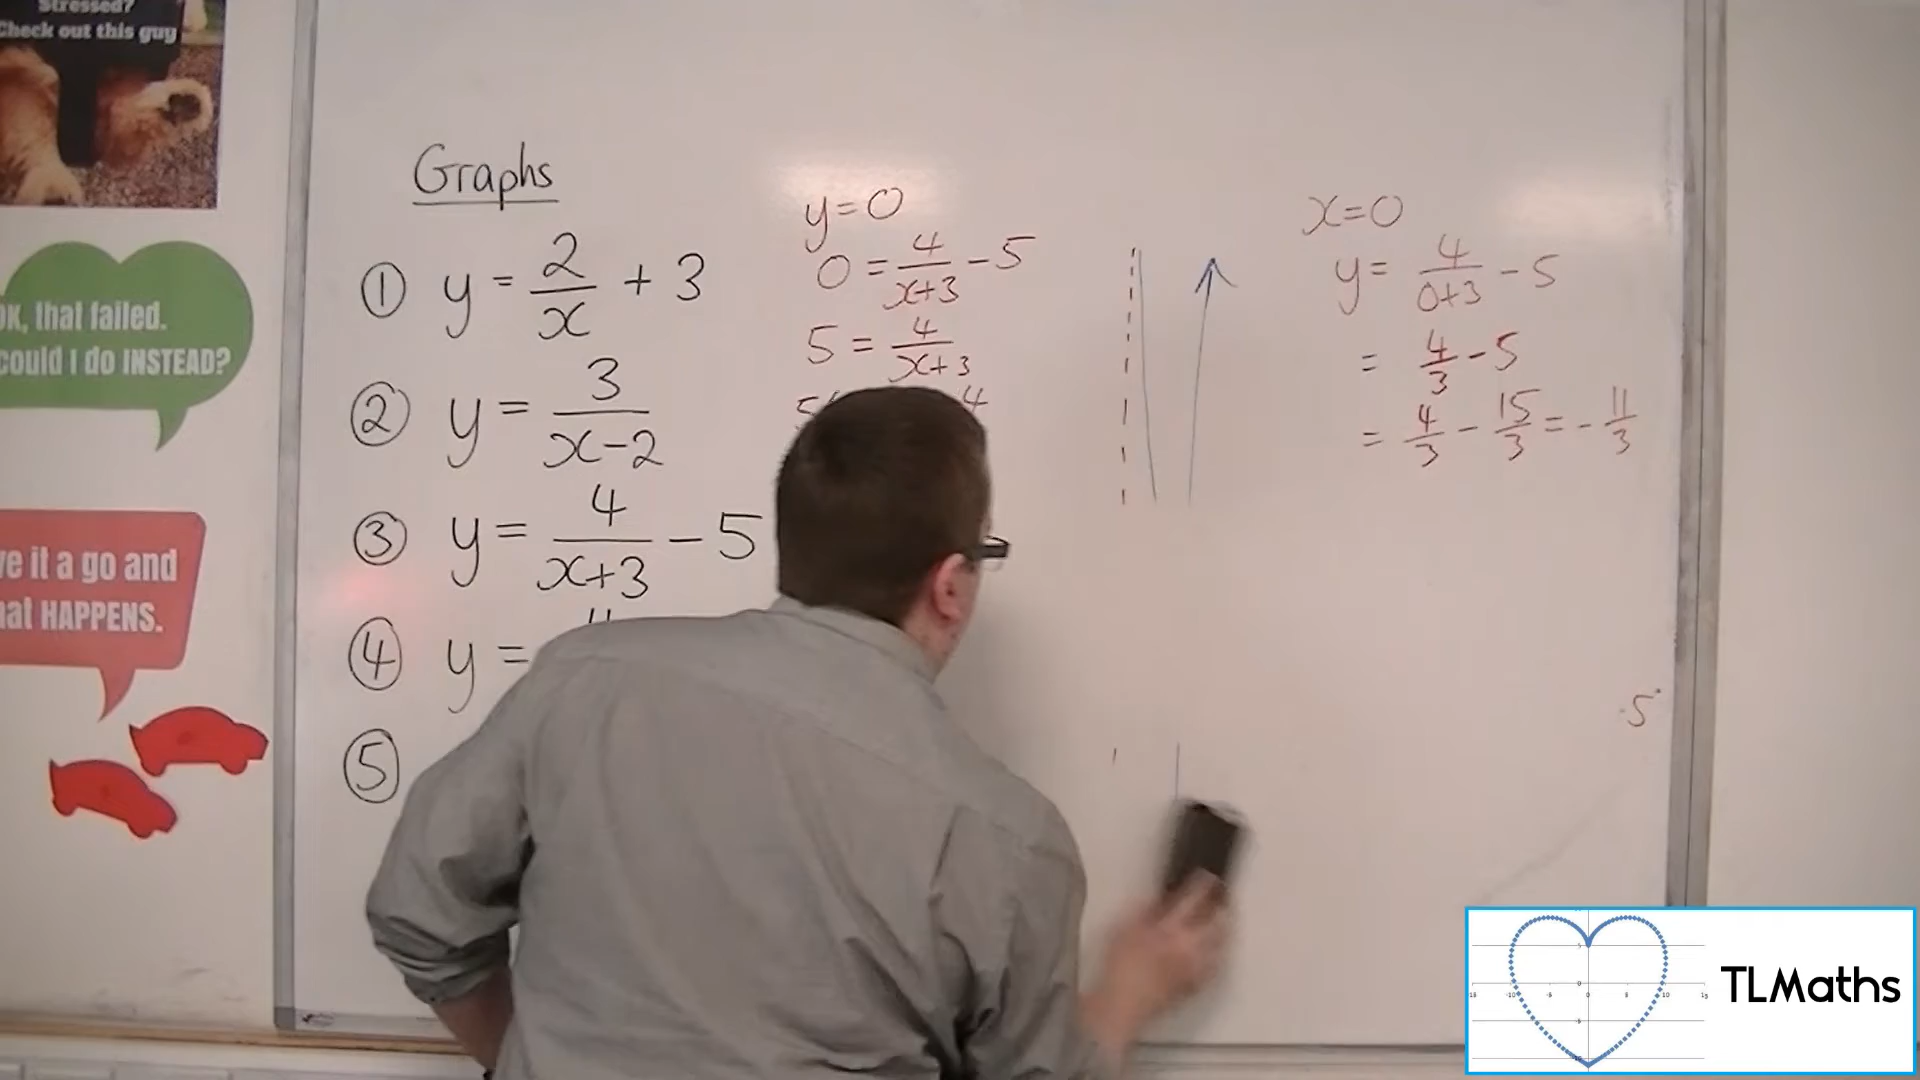 Stressed?
Check out this guy
OK, that failed.
could I do INSTEAD?
ve it a go and
hat HAPPENS.
Graphs
① y = 2/x + 3
② y = 3/(x-2)
③ y = 4/(x+3) - 5
④ y =
⑤
y=0
0 = 4/(x+3) - 5
5 = 4/(x+3)
x=0
y = 4/(0+3) - 5
= 4/3 - 5
= 4/3 - 15/3 = - 11/3
TLMaths